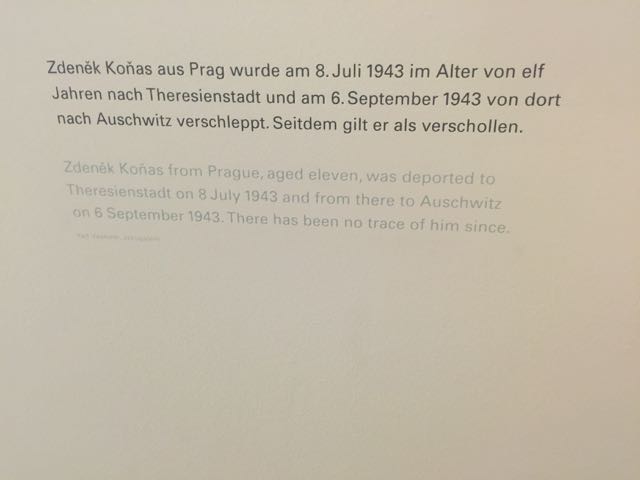 Zdeněk Koňas aus Prag wurde am 8. Juli 1943 im Alter von elf
Jahren nach Theresienstadt und am 6. September 1943 von dort
nach Auschwitz verschleppt. Seitdem gilt er als verschollen.
Zdeněk Koňas from Prague, aged eleven, was deported to
Theresienstadt on 8 July 1943 and from there to Auschwitz
on 6 September 1943. There has been no trace of him since.